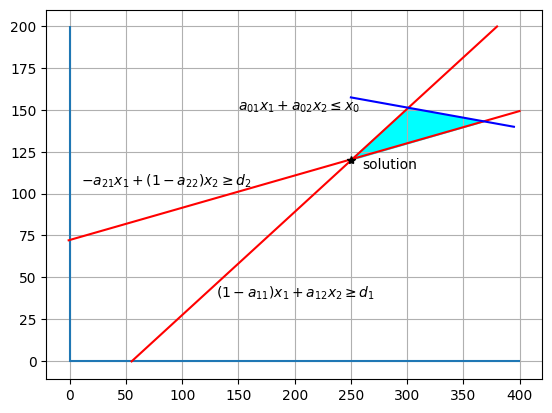 200
175
150
125
100
75
50
25
0
a₀₁x₁ + a₀₂x₂ ≤ x₀
solution
−a₂₁x₁ + (1 − a₂₂)x₂ ≥ d₂
(1 − a₁₁)x₁ + a₁₂x₂ ≥ d₁
0 50 100 150 200 250 300 350 400